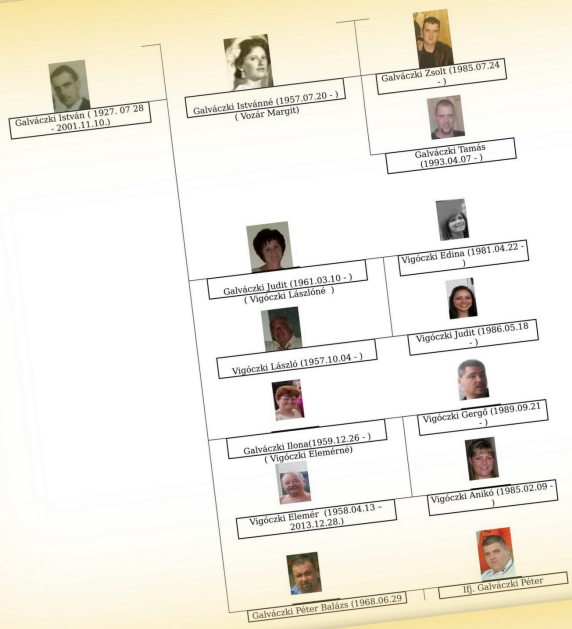 Galváczki István ( 1927. 07 28
- 2001.11.10.)
Galváczki Istvánné (1957.07.20 - )
( Vozár Margit)
Galváczki Zsolt (1985.07.24
- )
Galváczki Tamás
(1993.04.07 - )
Galváczki Judit (1961.03.10 - )
( Vigóczki Lászlóné )
Vigóczki Edina (1981.04.22 -
)
Vigóczki László (1957.10.04 - )
Vigóczki Judit (1986.05.18
- )
Galváczki Ilona(1959.12.26 - )
( Vigóczki Elemérné)
Vigóczki Gergő (1989.09.21
- )
Vigóczki Elemér (1958.04.13 –
2013.12.28.)
Vigóczki Anikó (1985.02.09 -
)
Galváczki Péter Balázs (1968.06.29
Ifj. Galváczki Péter